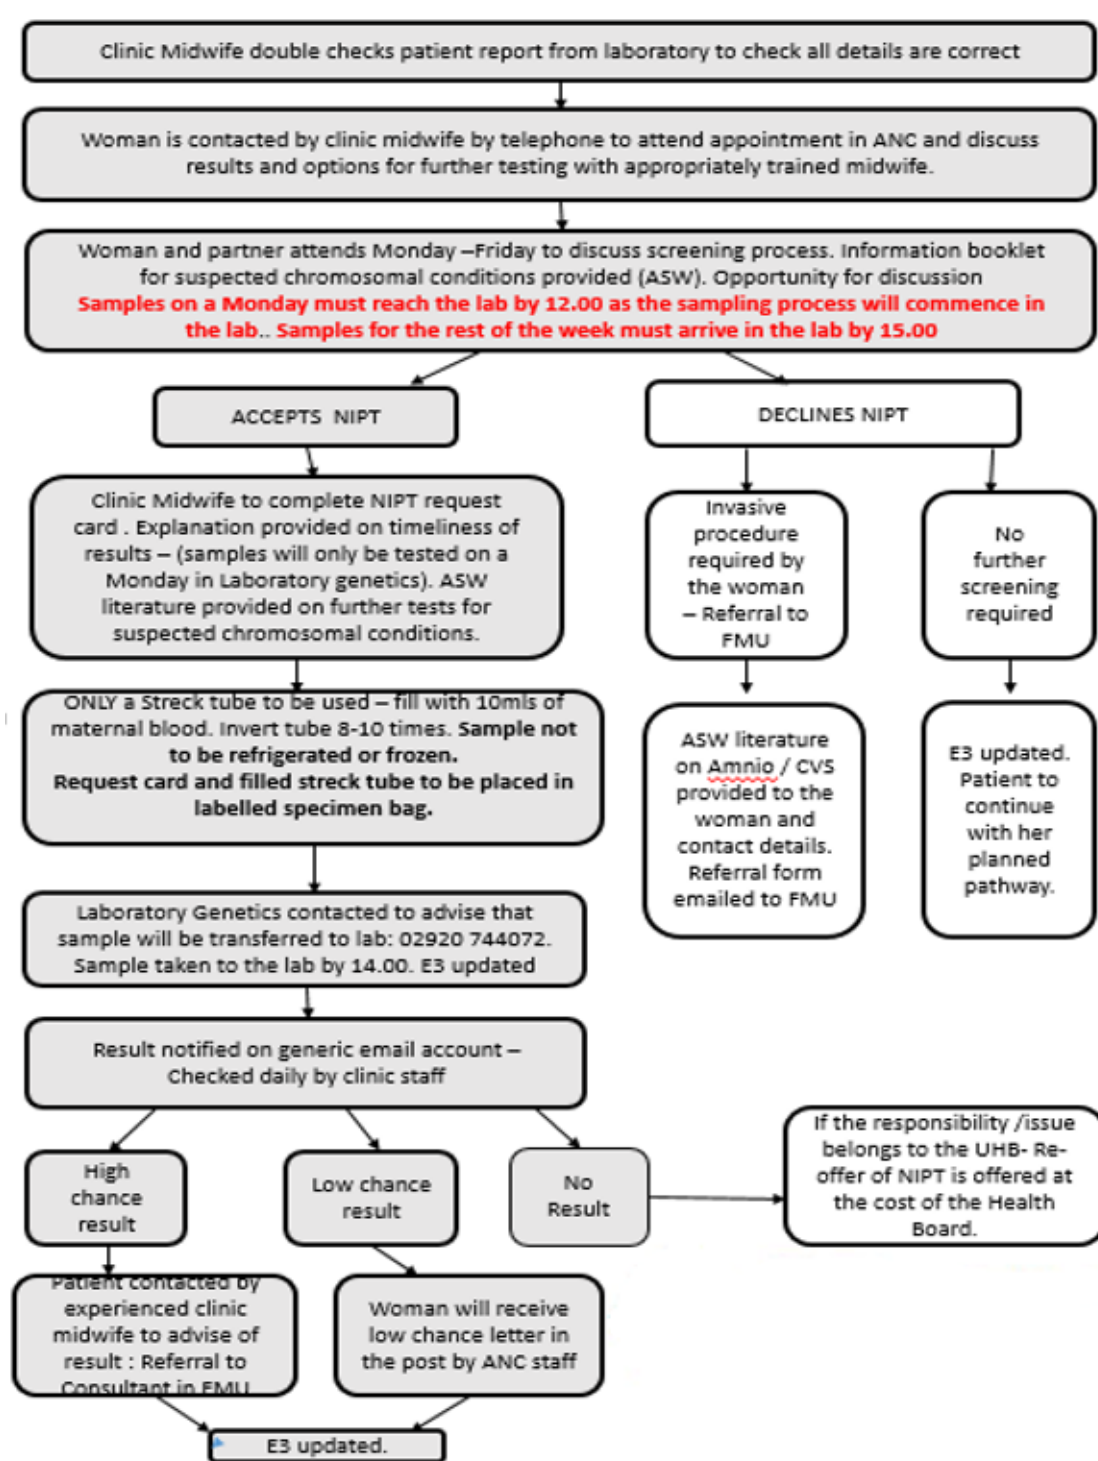 Clinic Midwife double checks patient report from laboratory to check all details are correct
Woman is contacted by clinic midwife by telephone to attend appointment in ANC and discuss
results and options for further testing with appropriately trained midwife.
Woman and partner attends Monday –Friday to discuss screening process. Information booklet
for suspected chromosomal conditions provided (ASW). Opportunity for discussion
Samples on a Monday must reach the lab by 12.00 as the sampling process will commence in
the lab.. Samples for the rest of the week must arrive in the lab by 15.00
ACCEPTS NIPT
DECLINES NIPT
Clinic Midwife to complete NIPT request
card . Explanation provided on timeliness of
results – (samples will only be tested on a
Monday in Laboratory genetics). ASW
literature provided on further tests for
suspected chromosomal conditions.
Invasive
procedure
required by
the woman
– Referral to
FMU
No
further
screening
required
ONLY a Streck tube to be used – fill with 10mls of
maternal blood. Invert tube 8-10 times. Sample not
to be refrigerated or frozen.
Request card and filled streck tube to be placed in
labelled specimen bag.
ASW literature
on Amnio / CVS
provided to the
woman and
contact details.
Referral form
emailed to FMU
E3 updated.
Patient to
continue
with her
planned
pathway.
Laboratory Genetics contacted to advise that
sample will be transferred to lab: 02920 744072.
Sample taken to the lab by 14.00. E3 updated
Result notified on generic email account –
Checked daily by clinic staff
High
chance
result
Low chance
result
No
Result
If the responsibility /issue
belongs to the UHB- Re-
offer of NIPT is offered at
the cost of the Health
Board.
Patient contacted by
experienced clinic
midwife to advise of
result : Referral to
Consultant in FMU
Woman will receive
low chance letter in
the post by ANC staff
E3 updated.